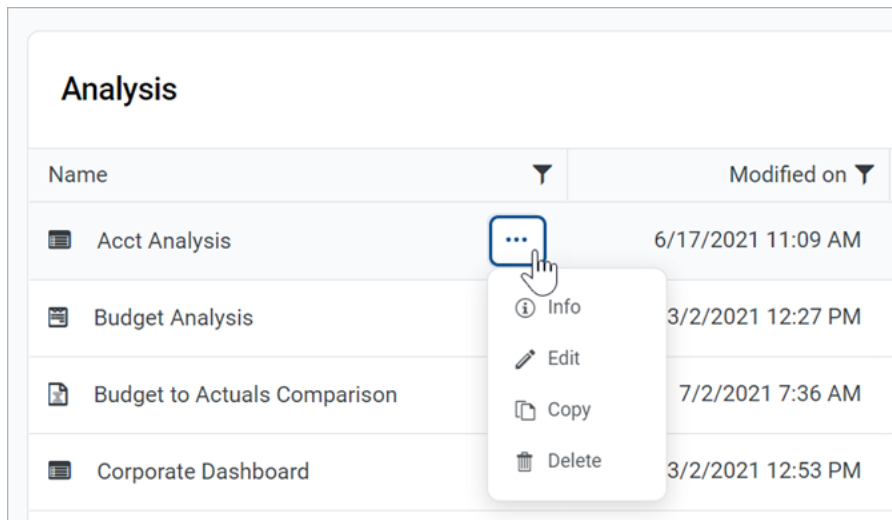 Analysis
Name Modified on
Acct Analysis ... 6/17/2021 11:09 AM
Info
Budget Analysis 3/2/2021 12:27 PM
Edit
Budget to Actuals Comparison 7/2/2021 7:36 AM
Copy
Delete
Corporate Dashboard 3/2/2021 12:53 PM